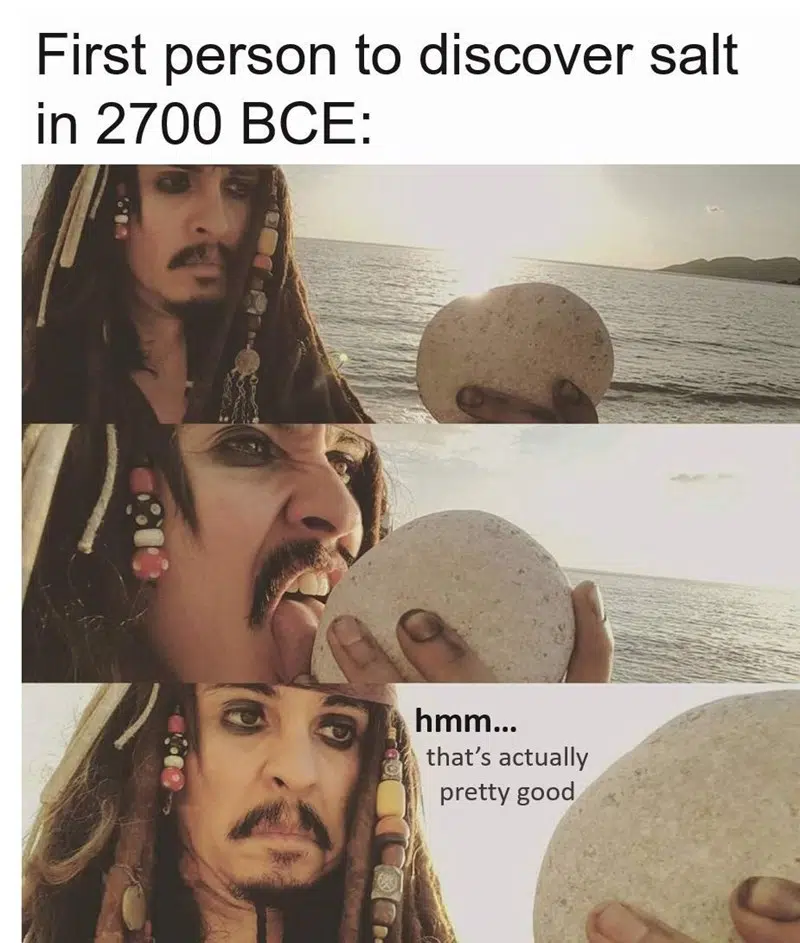 First person to discover salt
in 2700 BCE:
hmm...
that's actually
pretty good